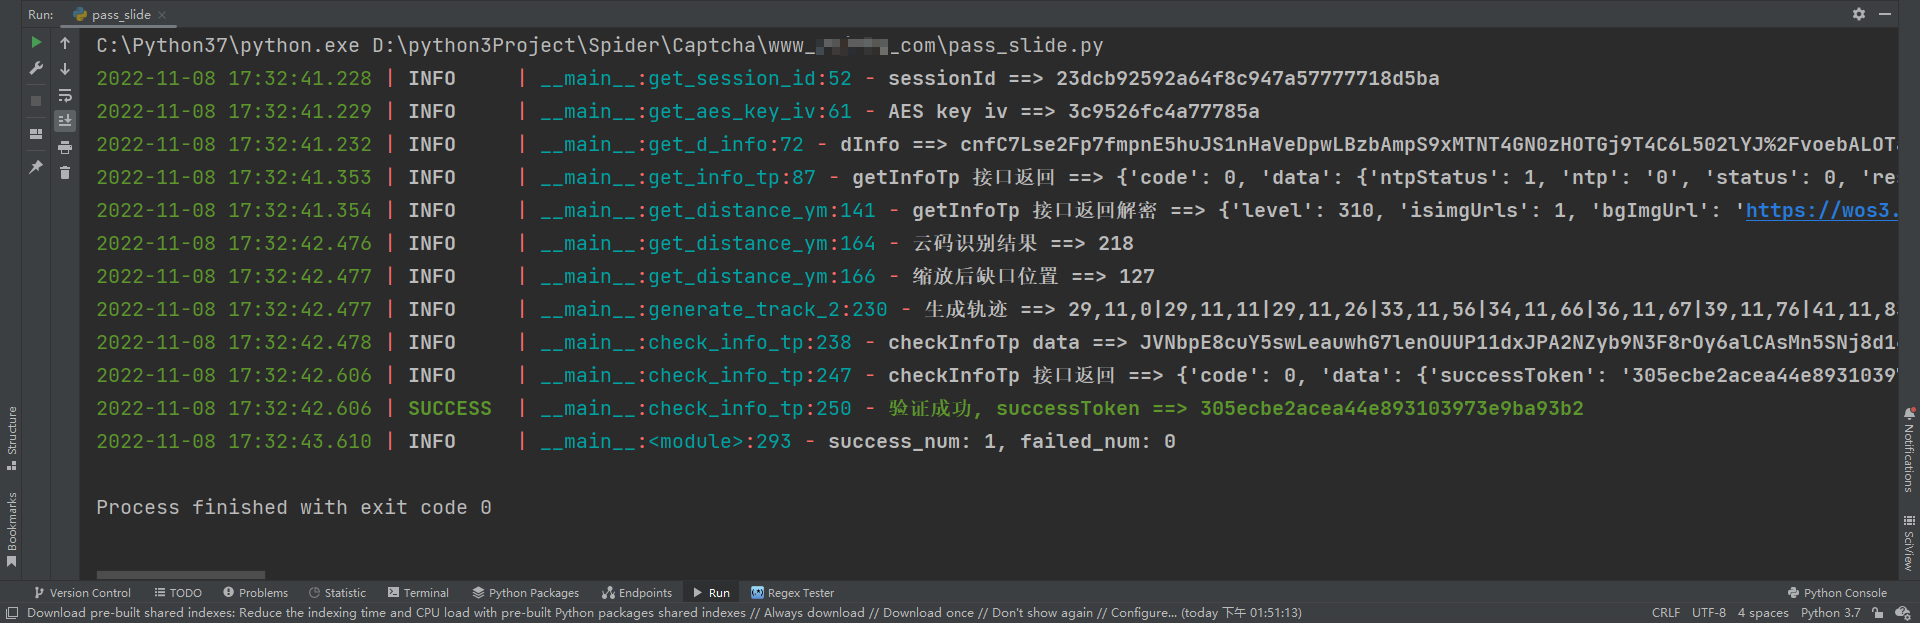 Run: pass_slide
C:\Python37\python.exe D:\python3Project\Spider\Captcha\www_ _com\pass_slide.py
2022-11-08 17:32:41.228 | INFO     | __main__:get_session_id:52 - sessionId ==> 23dcb92592a64f8c947a57777718d5ba
2022-11-08 17:32:41.229 | INFO     | __main__:get_aes_key_iv:61 - AES key iv ==> 3c9526fc4a77785a
2022-11-08 17:32:41.232 | INFO     | __main__:get_d_info:72 - dInfo ==> cnfC7Lse2Fp7fmpnE5huJS1nHaVeDpwLBzbAmpS9xMTNT4GN0zHOTGj9T4C6L5O2lYJ%2FvoebALOT
2022-11-08 17:32:41.353 | INFO     | __main__:get_info_tp:87 - getInfoTp 接口返回 ==> {'code': 0, 'data': {'ntpStatus': 1, 'ntp': '0', 'status': 0, 'res
2022-11-08 17:32:41.354 | INFO     | __main__:get_distance_ym:141 - getInfoTp 接口返回解密 ==> {'level': 310, 'isimgUrls': 1, 'bgImgUrl': 'https://wos3.
2022-11-08 17:32:42.476 | INFO     | __main__:get_distance_ym:164 - 云码识别结果 ==> 218
2022-11-08 17:32:42.477 | INFO     | __main__:get_distance_ym:166 - 缩放后缺口位置 ==> 127
2022-11-08 17:32:42.477 | INFO     | __main__:generate_track_2:230 - 生成轨迹 ==> 29,11,0|29,11,11|29,11,26|33,11,56|34,11,66|36,11,67|39,11,76|41,11,8
2022-11-08 17:32:42.478 | INFO     | __main__:check_info_tp:238 - checkInfoTp data ==> JVNbpE8cuY5swLeauwhG7lenOUUP11dxJPA2NZyb9N3F8rOy6alCAsMn5SNj8d1
2022-11-08 17:32:42.606 | INFO     | __main__:check_info_tp:247 - checkInfoTp 接口返回 ==> {'code': 0, 'data': {'successToken': '305ecbe2acea44e8931039
2022-11-08 17:32:42.606 | SUCCESS  | __main__:check_info_tp:250 - 验证成功, successToken ==> 305ecbe2acea44e893103973e9ba93b2
2022-11-08 17:32:43.610 | INFO     | __main__:<module>:293 - success_num: 1, failed_num: 0
Process finished with exit code 0
Structure
Bookmarks
Notifications
SciView
Version Control TODO Problems Statistic Terminal Python Packages Endpoints Run Regex Tester Python Console
Download pre-built shared indexes: Reduce the indexing time and CPU load with pre-built Python packages shared indexes // Always download // Download once // Don't show again // Configure... (today 下午 01:51:13) CRLF UTF-8 4 spaces Python 3.7